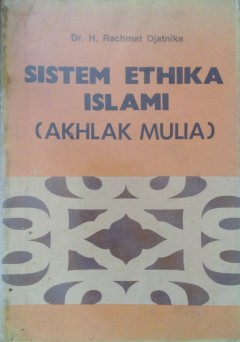 Dr. H. Rachmat Djatnika
SISTEM ETHIKA
ISLAMI
(AKHLAK MULIA)